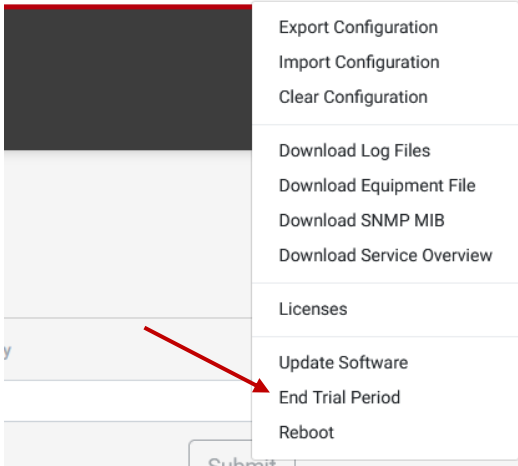 Export Configuration
Import Configuration
Clear Configuration
Download Log Files
Download Equipment File
Download SNMP MIB
Download Service Overview
Licenses
y
Update Software
End Trial Period
Reboot
Submit